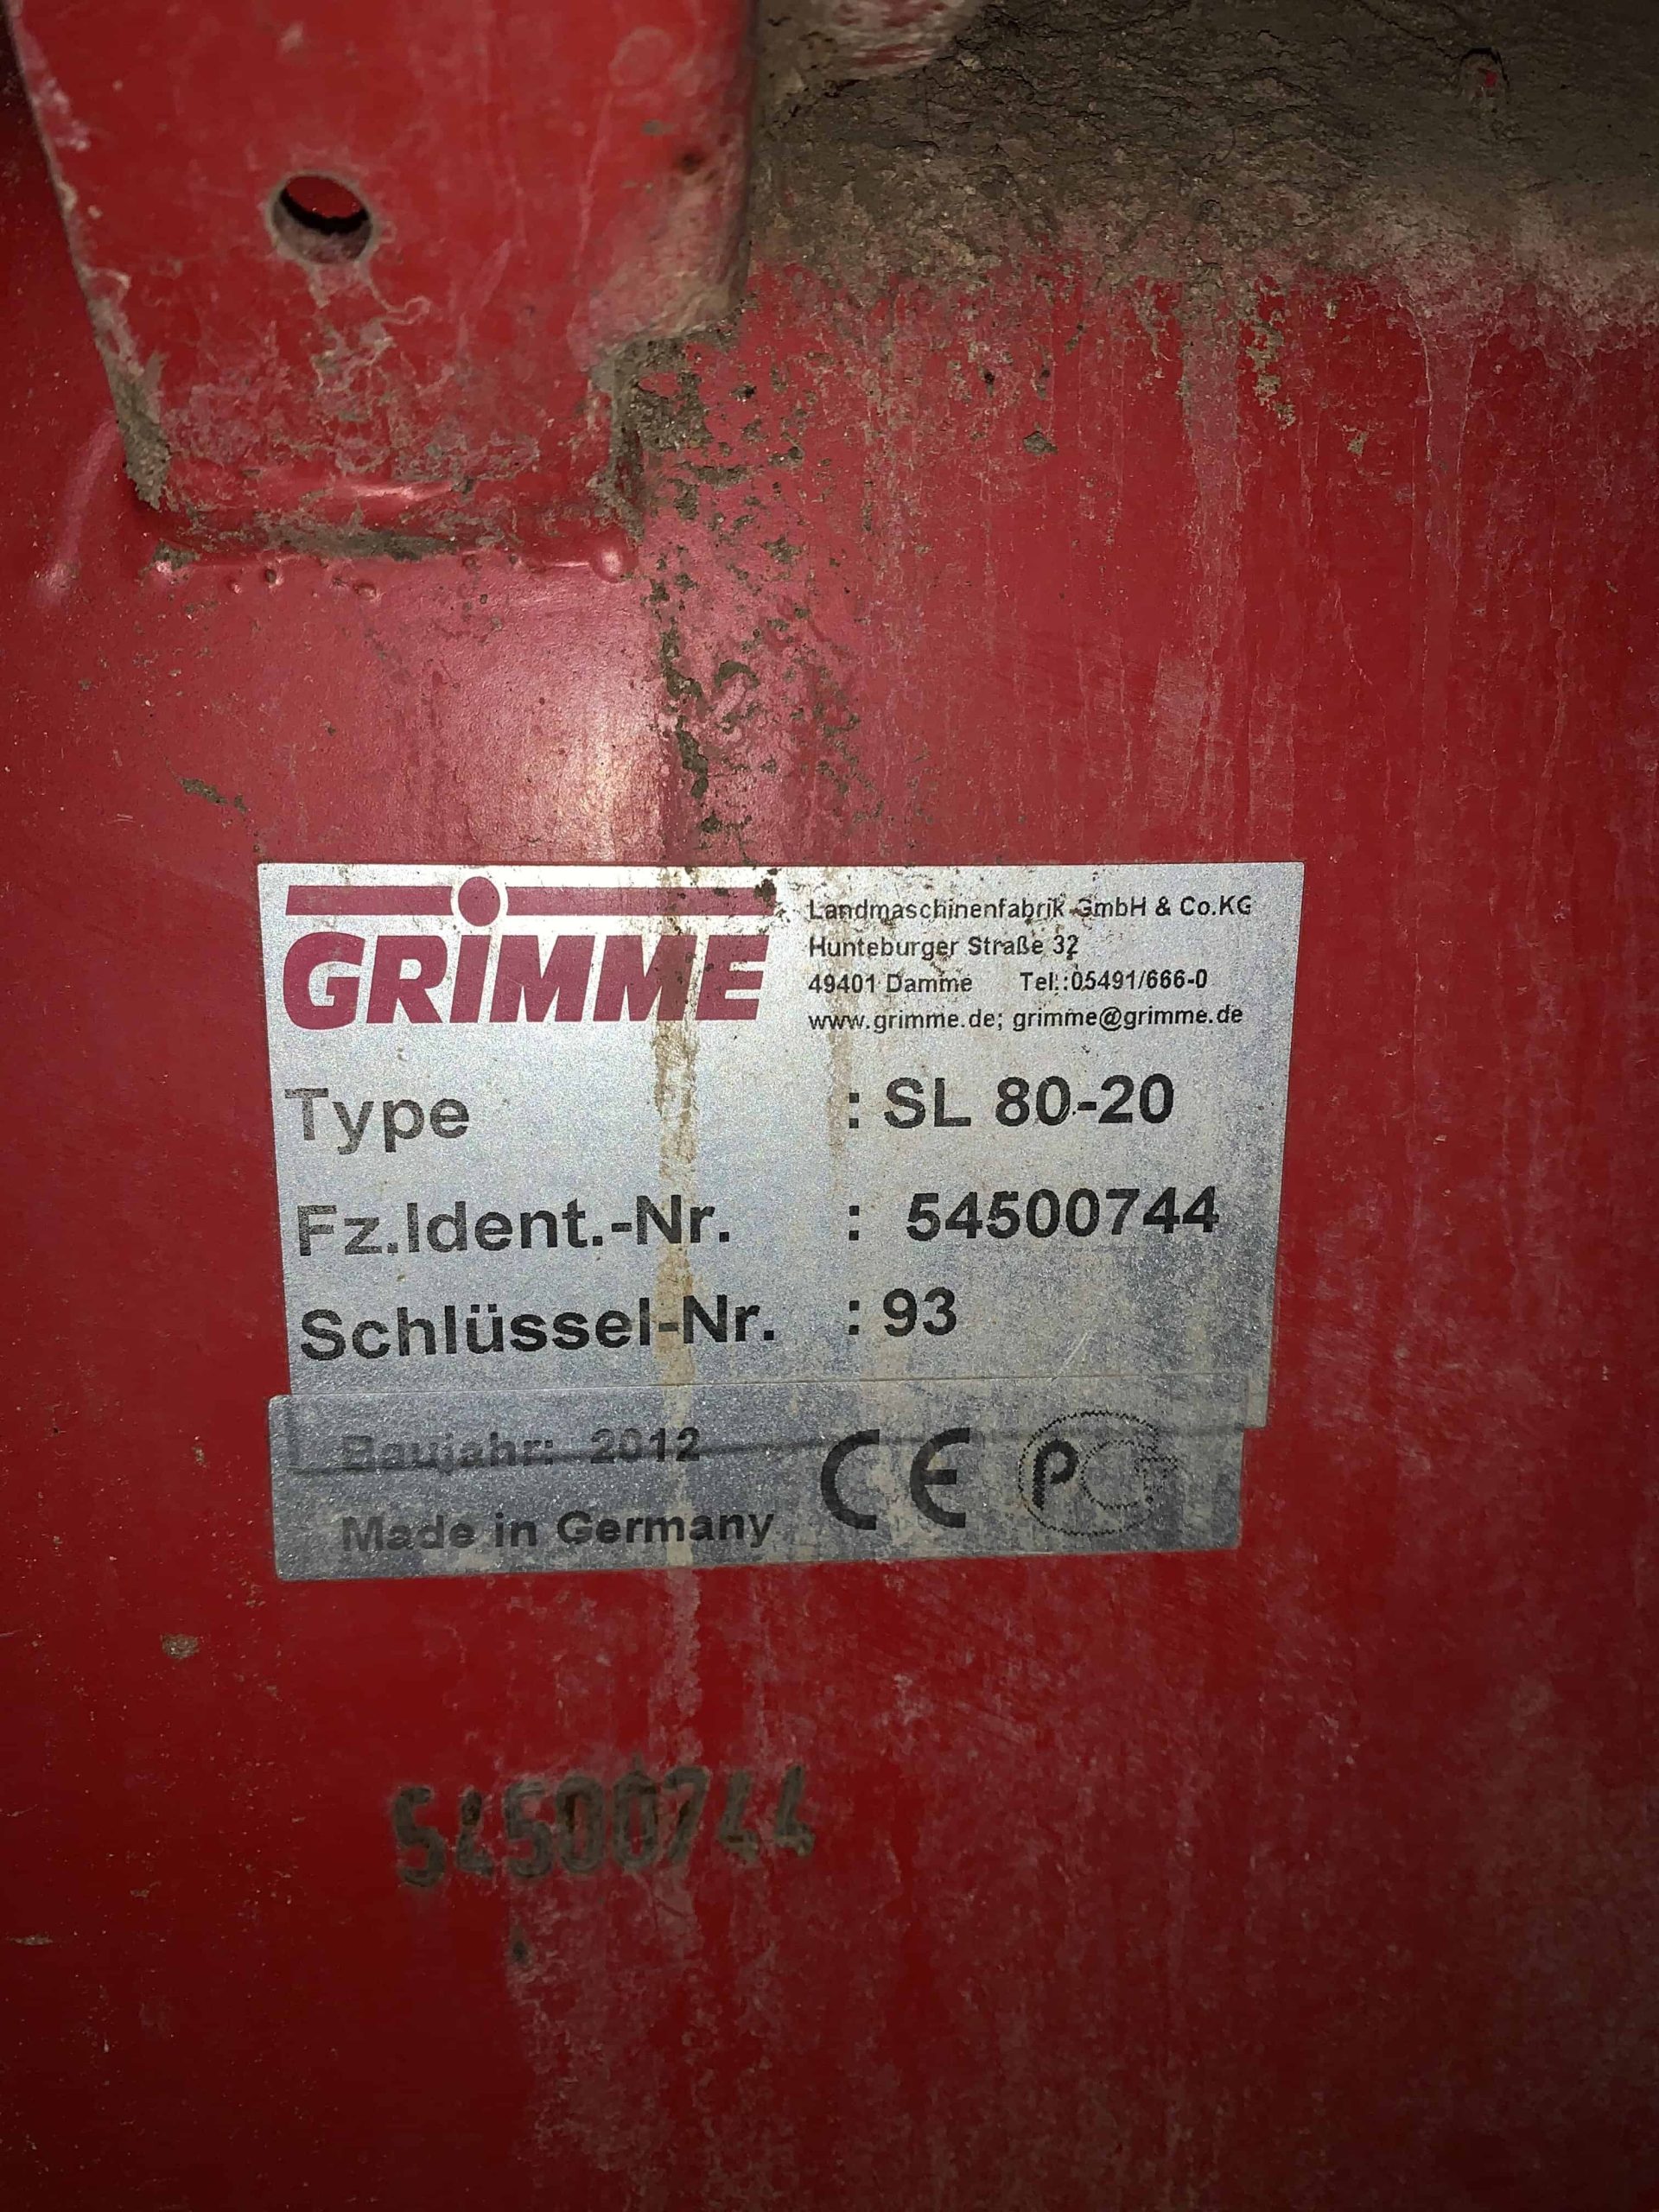 GRIMME
Landmaschinenfabrik GmbH & Co.KG
Hunteburger Straße 32
49401 Damme Tel.:05491/666-0
www.grimme.de; grimme@grimme.de
Type : SL 80-20
Fz.Ident.-Nr. : 54500744
Schlüssel-Nr. : 93
Baujahr: 2012
Made in Germany
CE
PCT
54500744